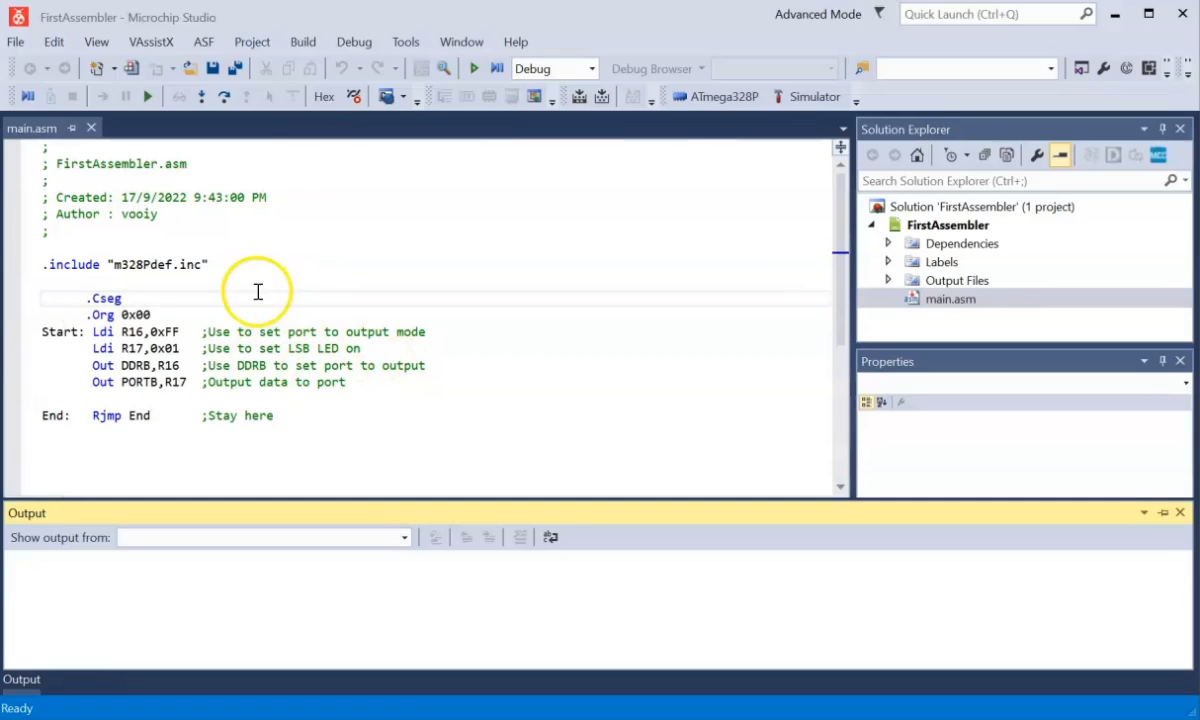 FirstAssembler - Microchip Studio
Advanced Mode
Quick Launch (Ctrl+Q)
File Edit View VAssistX ASF Project Build Debug Tools Window Help
Debug
Debug Browser
Hex
ATmega328P
Simulator
main.asm
;
; FirstAssembler.asm
;
; Created: 17/9/2022 9:43:00 PM
; Author : vooiy
;
.include "m328Pdef.inc"
.Cseg
.Org 0x00
Start: Ldi R16,0xFF ;Use to set port to output mode
Ldi R17,0x01 ;Use to set LSB LED on
Out DDRB,R16 ;Use DDRB to set port to output
Out PORTB,R17 ;Output data to port
End: Rjmp End ;Stay here
Solution Explorer
Search Solution Explorer (Ctrl+;)
Solution 'FirstAssembler' (1 project)
FirstAssembler
Dependencies
Labels
Output Files
main.asm
Properties
Output
Show output from:
Output
Ready